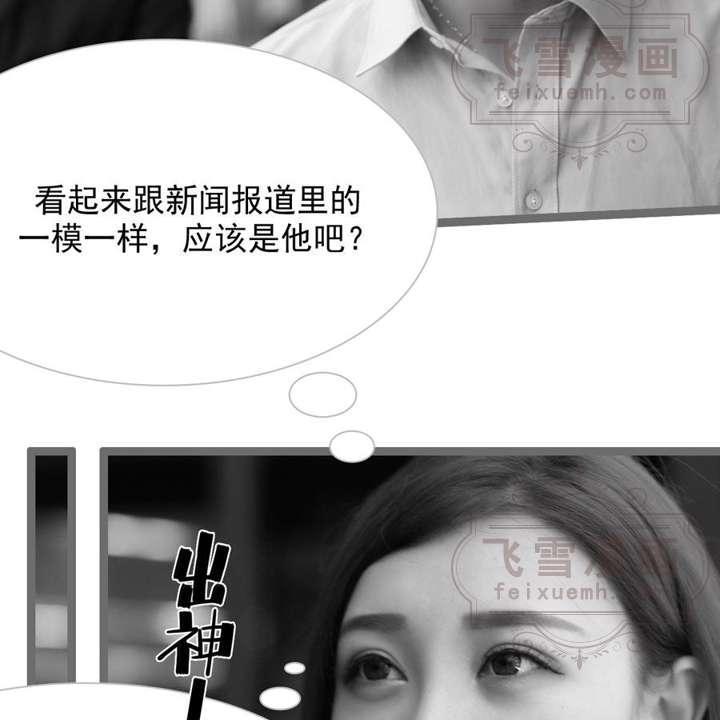 飞雪漫画
feixuemh.com
看起来跟新闻报道里的
一模一样，应该是他吧？
飞雪漫画
feixuemh.com
出神